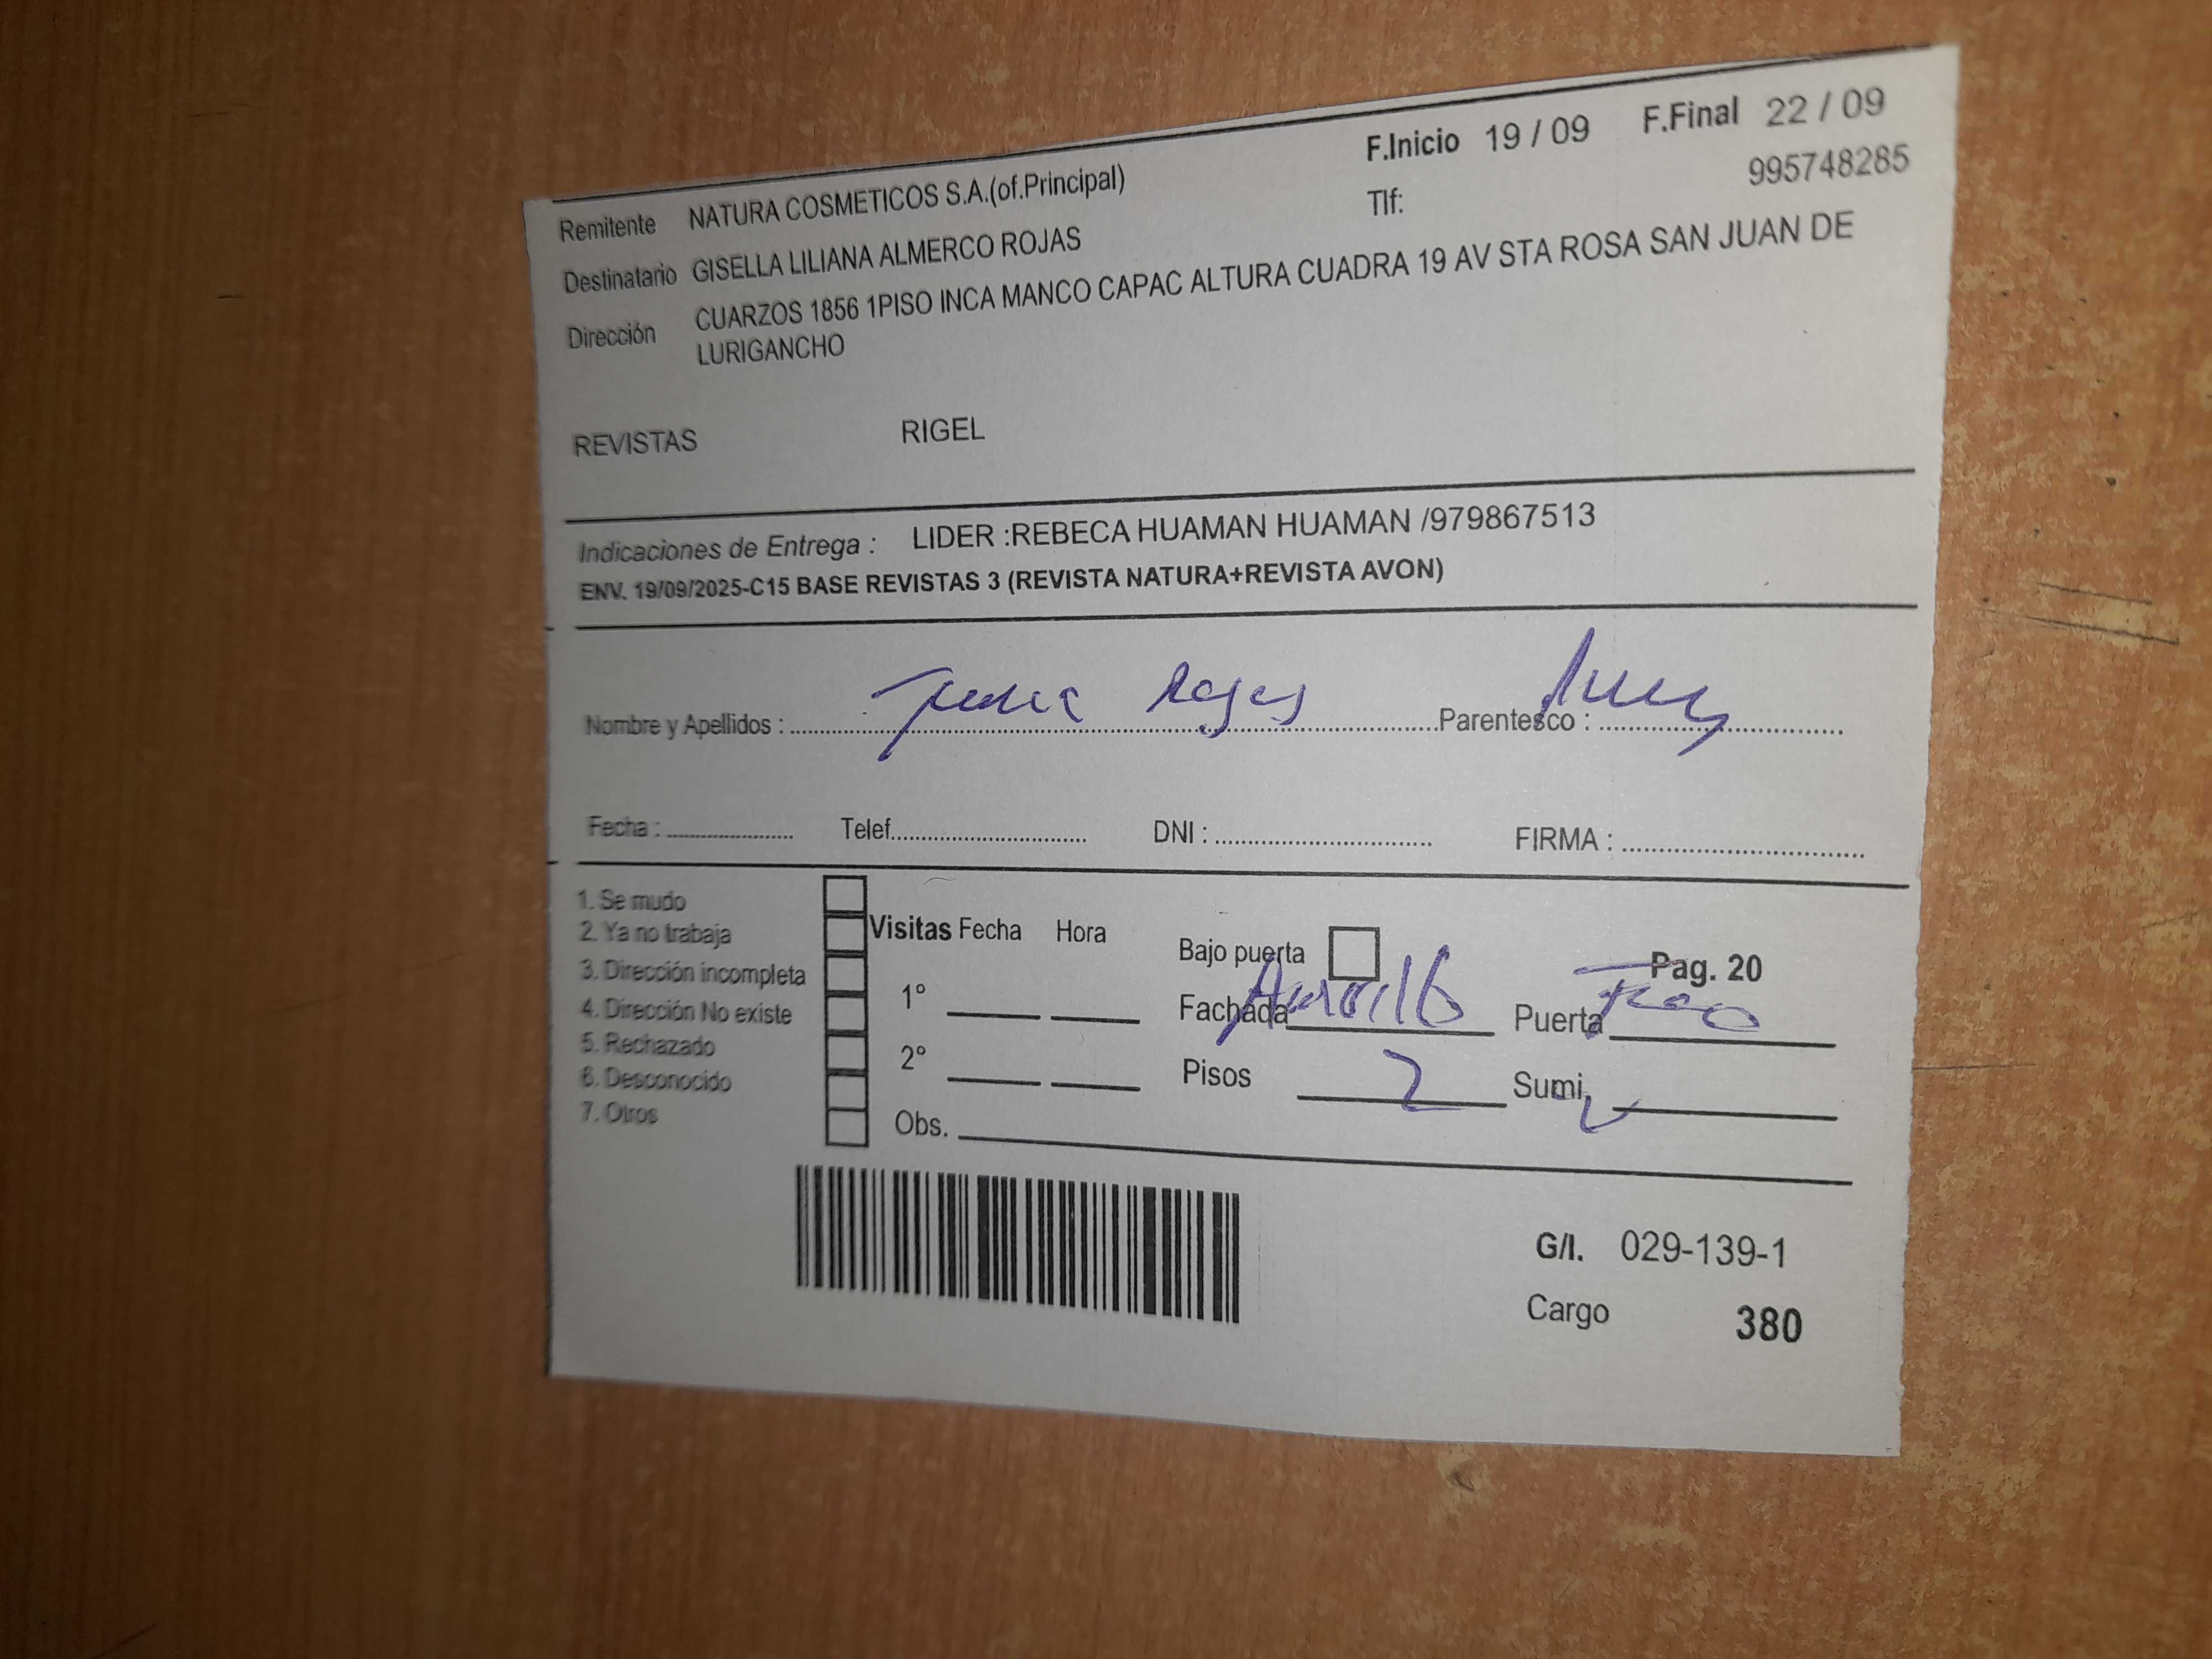 F.Inicio 19 / 09 F.Final 22 / 09
Remitente NATURA COSMETICOS S.A.(of.Principal) Tlf: 995748285
Destinatario GISELLA LILIANA ALMERCO ROJAS
Dirección CUARZOS 1856 1PISO INCA MANCO CAPAC ALTURA CUADRA 19 AV STA ROSA SAN JUAN DE
LURIGANCHO
REVISTAS RIGEL
Indicaciones de Entrega : LIDER :REBECA HUAMAN HUAMAN /979867513
ENV. 19/09/2025-C15 BASE REVISTAS 3 (REVISTA NATURA+REVISTA AVON)
Nombre y Apellidos : Rojas Parentesco :
Fecha : Telef. DNI : FIRMA :
1. Se mudo
2. Ya no trabaja
3. Dirección incompleta
4. Dirección No existe
5. Rechazado
6. Desconocido
7. Otros
Visitas Fecha Hora
1°
2°
Obs.
Bajo puerta Pag. 20
Fachada Puerta
Pisos 2 Sumi.
G/I. 029-139-1
Cargo 380